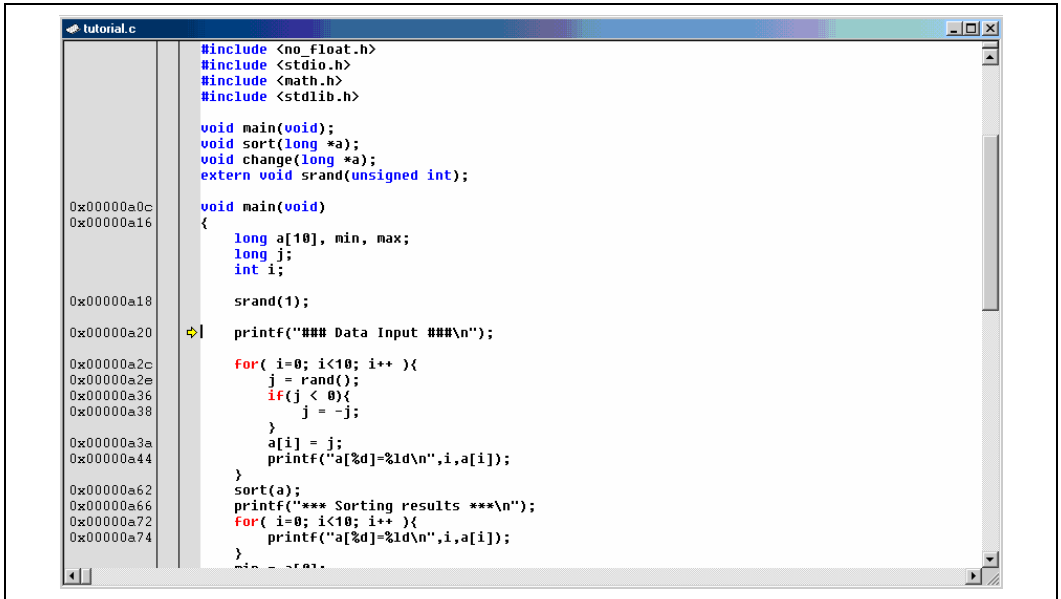 tutorial.c
#include <no_float.h>
#include <stdio.h>
#include <math.h>
#include <stdlib.h>
void main(void);
void sort(long *a);
void change(long *a);
extern void srand(unsigned int);
0x00000a0c void main(void)
0x00000a16 {
long a[10], min, max;
long j;
int i;
0x00000a18 srand(1);
0x00000a20 printf("### Data Input ###\n");
0x00000a2c for( i=0; i<10; i++ ){
0x00000a2e j = rand();
0x00000a36 if(j < 0){
0x00000a38 j = -j;
}
0x00000a3a a[i] = j;
0x00000a44 printf("a[%d]=%ld\n",i,a[i]);
}
0x00000a62 sort(a);
0x00000a66 printf("*** Sorting results ***\n");
0x00000a72 for( i=0; i<10; i++ ){
0x00000a74 printf("a[%d]=%ld\n",i,a[i]);
}
min = a[0];